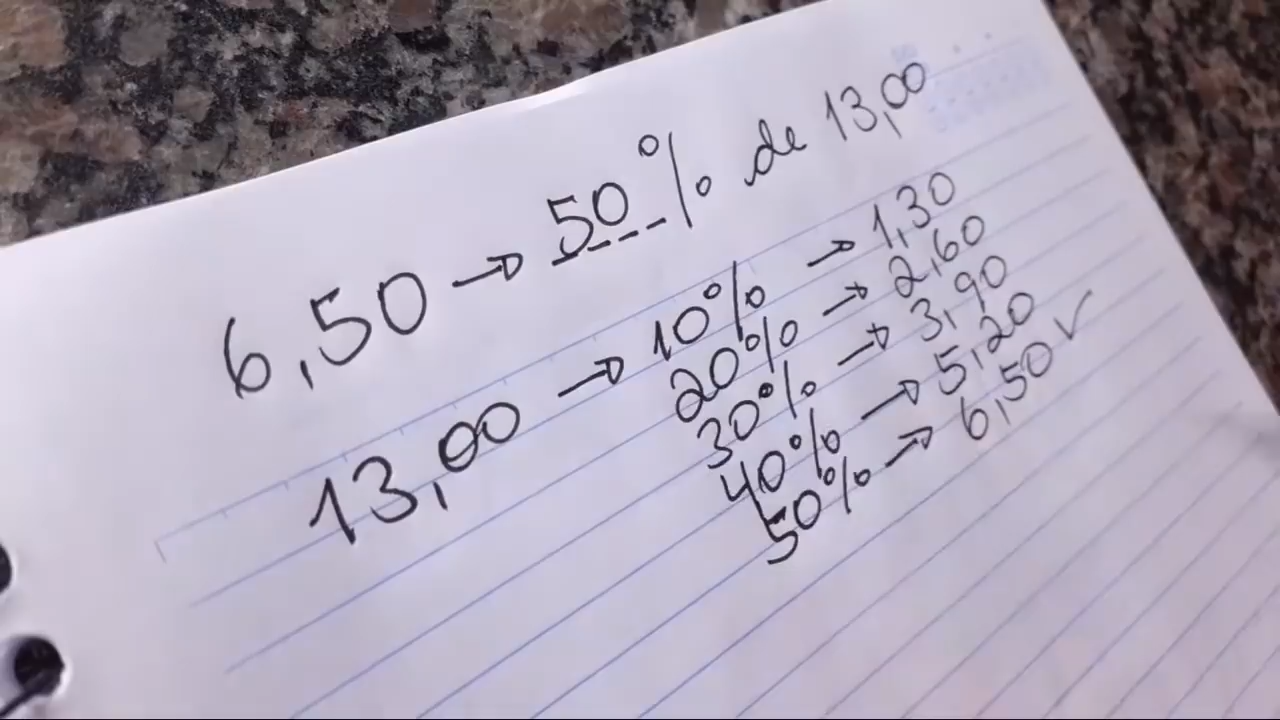 6,50 → 50% de 13,00
13,00 → 10% → 1,30
20% → 2,60
30% → 3,90
40% → 5,20
50% → 6,50 ✓